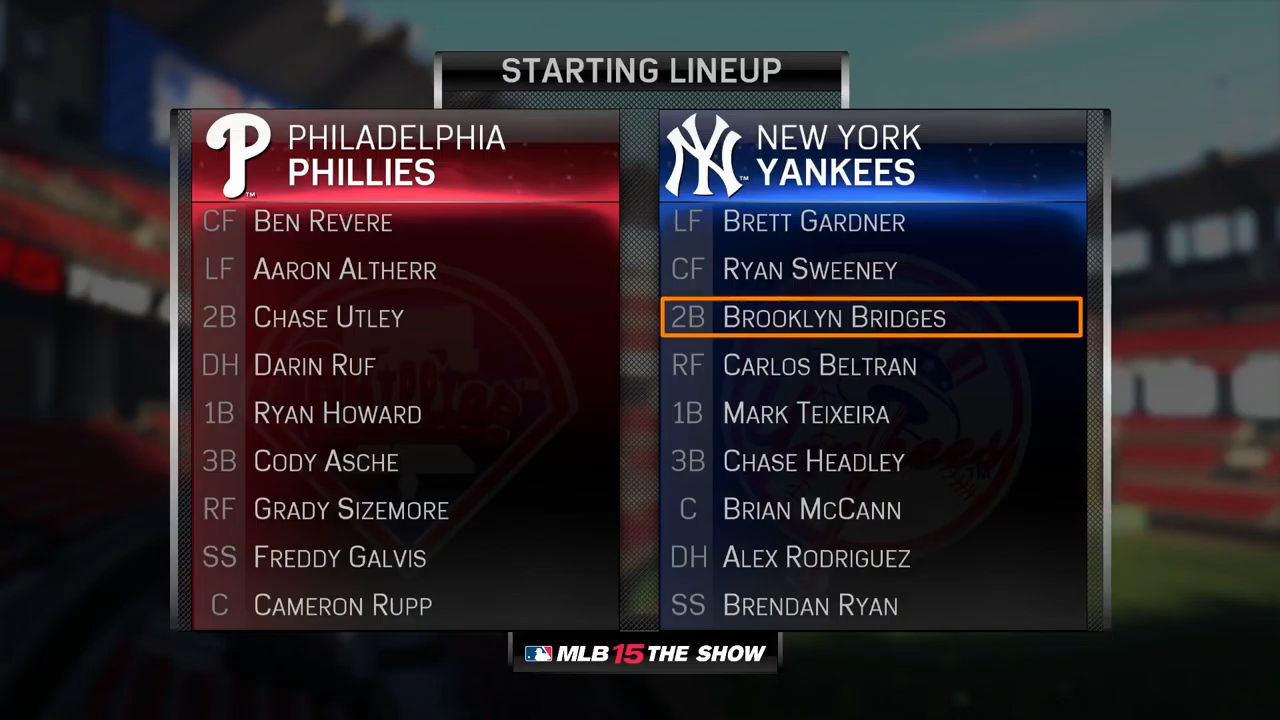 STARTING LINEUP
PHILADELPHIA
PHILLIES
CF BEN REVERE
LF AARON ALTHERR
2B CHASE UTLEY
DH DARIN RUF
1B RYAN HOWARD
3B CODY ASCHE
RF GRADY SIZEMORE
SS FREDDY GALVIS
C CAMERON RUPP
NEW YORK
YANKEES
LF BRETT GARDNER
CF RYAN SWEENEY
2B BROOKLYN BRIDGES
RF CARLOS BELTRAN
1B MARK TEIXEIRA
3B CHASE HEADLEY
C BRIAN MCCANN
DH ALEX RODRIGUEZ
SS BRENDAN RYAN
MLB 15 THE SHOW